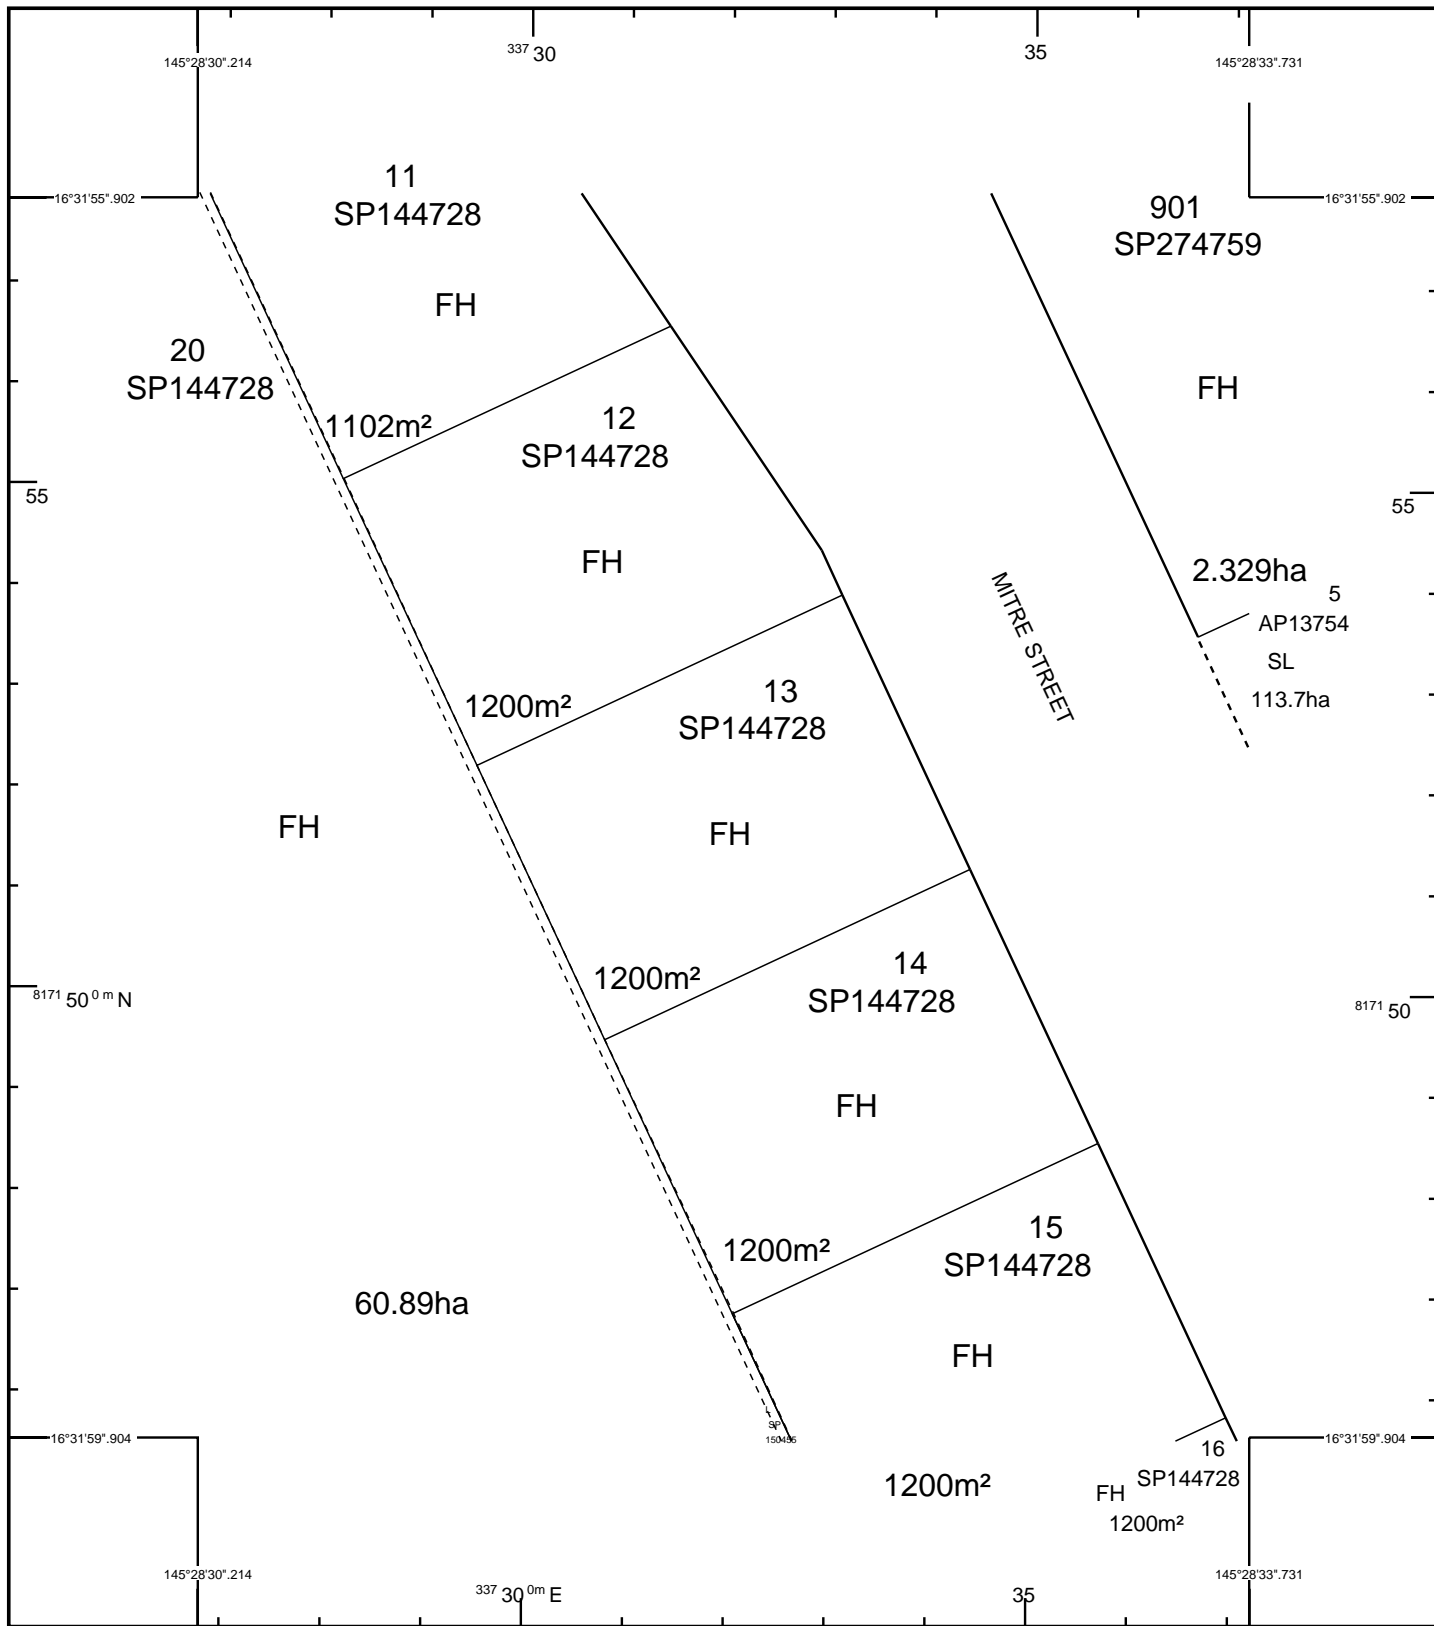 337 30
35
145°28'30".214
145°28'33".731
16°31'55".902
16°31'55".902
11
SP144728
FH
901
SP274759
FH
20
SP144728
1102m²
12
SP144728
FH
55
55
2.329ha
5
AP13754
SL
113.7ha
MITRE STREET
1200m²
13
SP144728
FH
FH
1200m²
14
SP144728
FH
8171 50 0 m N
8171 50
1200m²
15
SP144728
FH
60.89ha
L
SP
150455
16°31'59".904
16°31'59".904
16
SP144728
FH
1200m²
1200m²
145°28'30".214
145°28'33".731
337 30 0m E
35